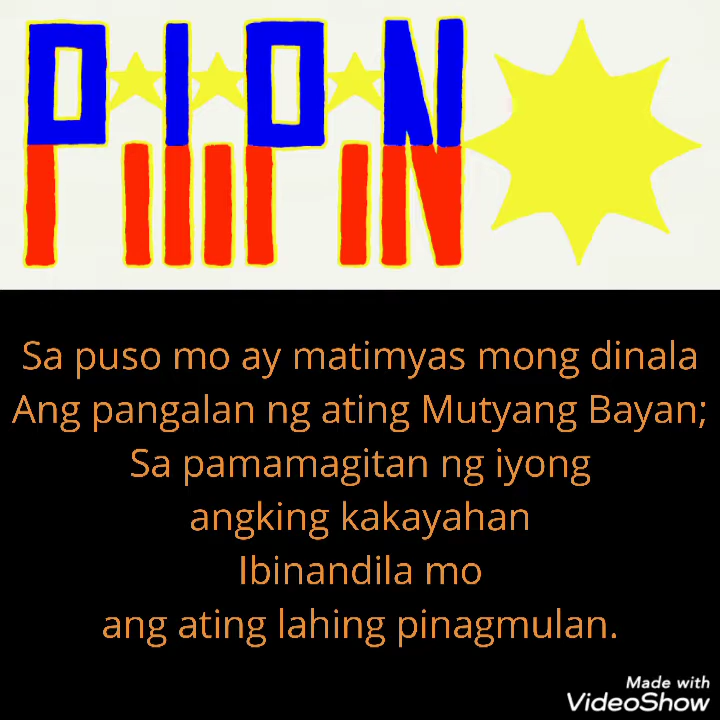 PiliPiN
Sa puso mo ay matimyas mong dinala
Ang pangalan ng ating Mutyang Bayan;
Sa pamamagitan ng iyong
angking kakayahan
Ibinandila mo
ang ating lahing pinagmulan.
Made with
VideoShow